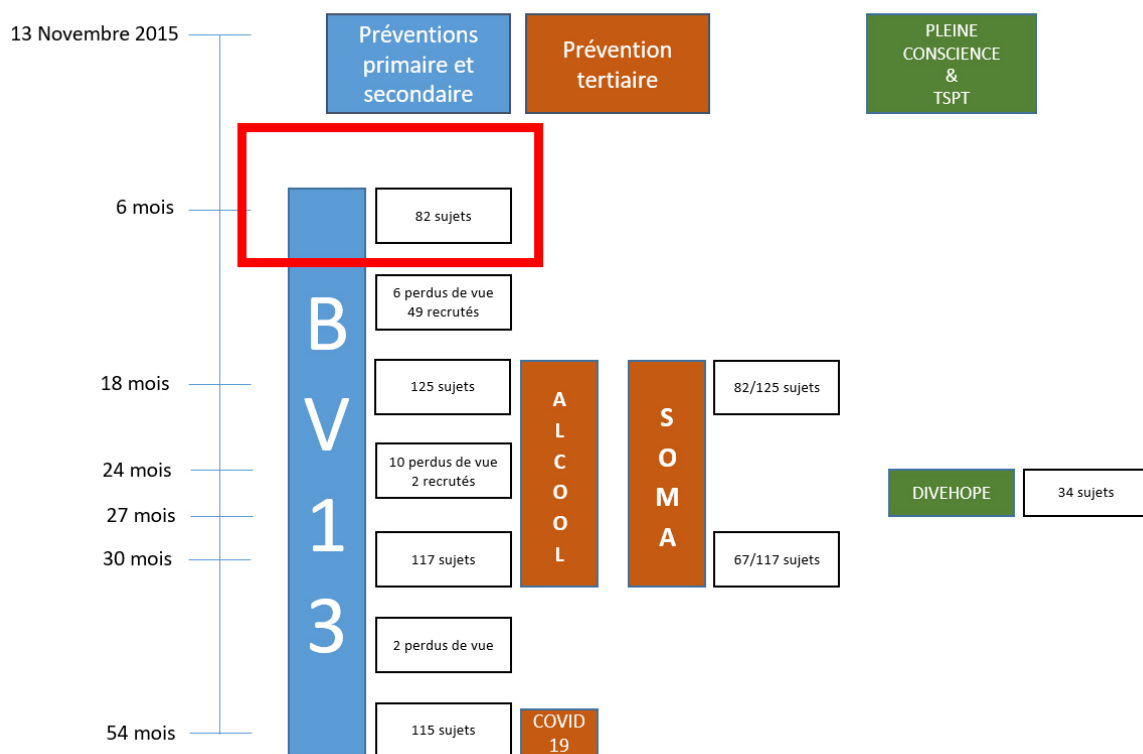 13 Novembre 2015
Préventions
primaire et
secondaire
Prévention
tertiaire
PLEINE
CONSCIENCE
&
TSPT
6 mois
82 sujets
6 perdus de vue
49 recrutés
18 mois
125 sujets
82/125 sujets
24 mois
10 perdus de vue
2 recrutés
DIVEHOPE
34 sujets
27 mois
30 mois
117 sujets
67/117 sujets
2 perdus de vue
54 mois
115 sujets
COVID
19
B
V
1
3
A
L
C
O
O
L
S
O
M
A